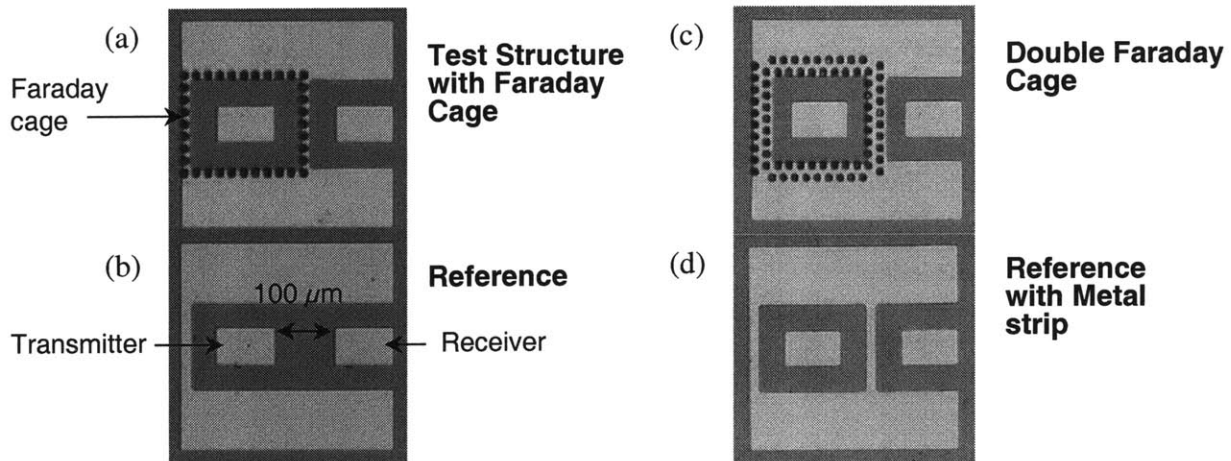 (a)
Test Structure
with Faraday
Cage
Faraday
cage
(b)
Reference
100 µm
Transmitter
Receiver
(c)
Double Faraday
Cage
(d)
Reference
with Metal
strip